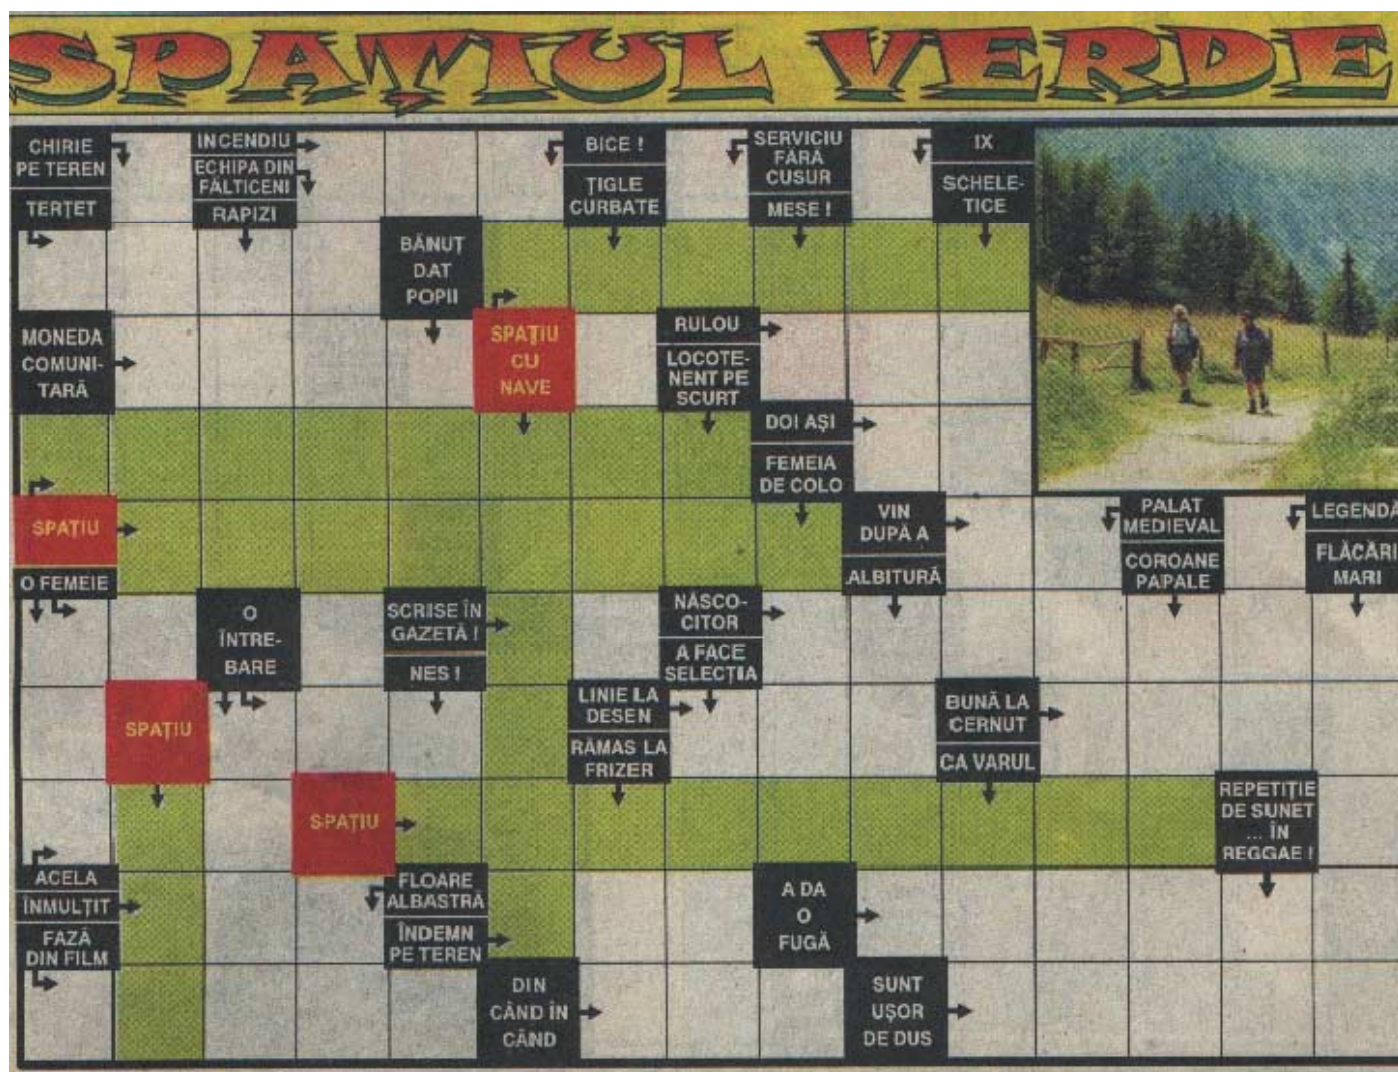 SPAȚIUL VERDE
CHIRIE
PE TEREN
TERȚET
INCENDIU
ECHIPA DIN
FĂLTICENI
RAPIZI
BICE !
ȚIGLE
CURBATE
SERVICIU
FĂRĂ
CUSUR
MESE !
IX
SCHELE-
TICE
BĂNUȚ
DAT
POPII
MONEDA
COMUNI-
TARĂ
SPAȚIU
CU
NAVE
RULOU
LOCOTE-
NENT PE
SCURT
DOI AȘI
FEMEIA
DE COLO
SPAȚIU
O FEMEIE
VIN
DUPĂ A
ALBITURĂ
PALAT
MEDIEVAL
COROANE
PAPALE
LEGENDĂ
FLĂCĂRI
MARI
O
ÎNTRE-
BARE
SCRISE ÎN
GAZETĂ !
NES !
NĂSCO-
CITOR
A FACE
SELECȚIA
SPAȚIU
LINIE LA
DESEN
RĂMAS LA
FRIZER
BUNĂ LA
CERNUT
CA VARUL
SPAȚIU
REPETIȚIE
DE SUNET
... ÎN
REGGAE !
ACELA
ÎNMULȚIT
FAZĂ
DIN FILM
FLOARE
ALBASTRĂ
ÎNDEMN
PE TEREN
A DA
O
FUGĂ
DIN
CÂND ÎN
CÂND
SUNT
UȘOR
DE DUS